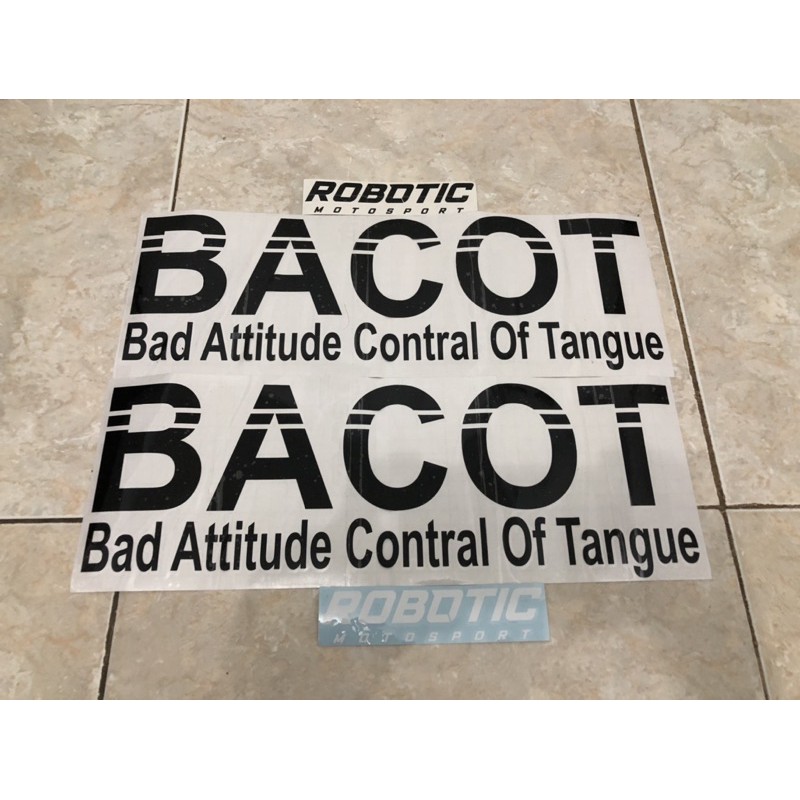 ROBOTIC
MOTOSPORT
BACOT
Bad Attitude Contral Of Tangue
BACOT
Bad Attitude Contral Of Tangue
ROBOTIC
MOTOSPORT